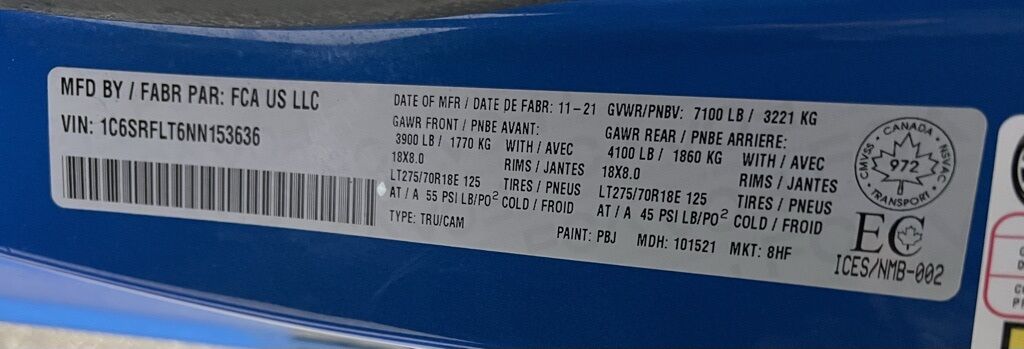 MFD BY / FABR PAR: FCA US LLC
VIN: 1C6SRFLT6NN153636
DATE OF MFR / DATE DE FABR: 11-21
GVWR/PNBV: 7100 LB / 3221 KG
GAWR FRONT / PNBE AVANT:
3900 LB / 1770 KG WITH / AVEC
18X8.0 RIMS / JANTES
LT275/70R18E 125 TIRES / PNEUS
AT / A 55 PSI LB/PO² COLD / FROID
TYPE: TRU/CAM
GAWR REAR / PNBE ARRIERE:
4100 LB / 1860 KG WITH / AVEC
18X8.0 RIMS / JANTES
LT275/70R18E 125 TIRES / PNEUS
AT / A 45 PSI LB/PO² COLD / FROID
PAINT: PBJ MDH: 101521 MKT: 8HF
CANADA
CMVSS 972 NSVAC
TRANSPORT
EC
ICES/NMB-002